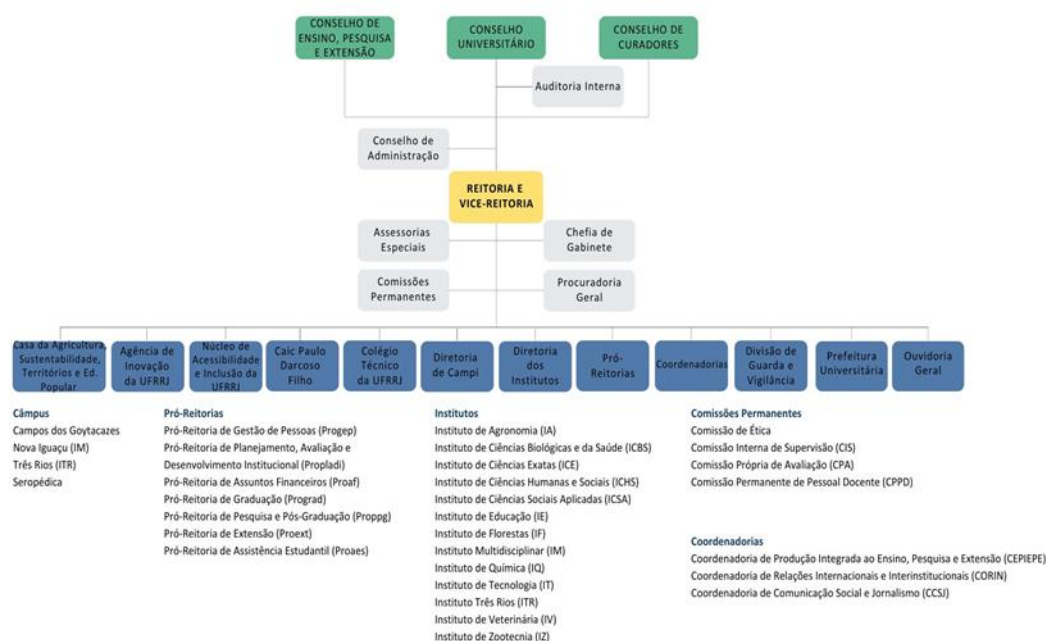 CONSELHO DE
ENSINO, PESQUISA
E EXTENSÃO
CONSELHO
UNIVERSITÁRIO
CONSELHO DE
CURADORES
Auditoria Interna
Conselho de
Administração
REITORIA E
VICE-REITORIA
Assessorias
Especiais
Chefia de
Gabinete
Comissões
Permanentes
Procuradoria
Geral
Casa da Agricultura,
Sustentabilidade,
Territórios e Ed.
Popular
Agência de
Inovação
da UFRRJ
Núcleo de
Acessibilidade
e Inclusão da
UFRRJ
Caic Paulo
Darcoso
Filho
Colégio
Técnico
da UFRRJ
Diretoria
de Campi
Diretoria
dos
Institutos
Pró-
Reitorias
Coordenadorias
Divisão de
Guarda e
Vigilância
Prefeitura
Universitária
Ouvidoria
Geral
Câmpus
Campos dos Goytacazes
Nova Iguaçu (IM)
Três Rios (ITR)
Seropédica
Pró-Reitorias
Pró-Reitoria de Gestão de Pessoas (Progep)
Pró-Reitoria de Planejamento, Avaliação e
Desenvolvimento Institucional (Propladi)
Pró-Reitoria de Assuntos Financeiros (Proaf)
Pró-Reitoria de Graduação (Prograd)
Pró-Reitoria de Pesquisa e Pós-Graduação (Proppg)
Pró-Reitoria de Extensão (Proext)
Pró-Reitoria de Assistência Estudantil (Proaes)
Institutos
Instituto de Agronomia (IA)
Instituto de Ciências Biológicas e da Saúde (ICBS)
Instituto de Ciências Exatas (ICE)
Instituto de Ciências Humanas e Sociais (ICHS)
Instituto de Ciências Sociais Aplicadas (ICSA)
Instituto de Educação (IE)
Instituto de Florestas (IF)
Instituto Multidisciplinar (IM)
Instituto de Química (IQ)
Instituto de Tecnologia (IT)
Instituto Três Rios (ITR)
Instituto de Veterinária (IV)
Instituto de Zootecnia (IZ)
Comissões Permanentes
Comissão de Ética
Comissão Interna de Supervisão (CIS)
Comissão Própria de Avaliação (CPA)
Comissão Permanente de Pessoal Docente (CPPD)
Coordenadorias
Coordenadoria de Produção Integrada ao Ensino, Pesquisa e Extensão (CEPIEPE)
Coordenadoria de Relações Internacionais e Interinstitucionais (CORIN)
Coordenadoria de Comunicação Social e Jornalismo (CCSJ)